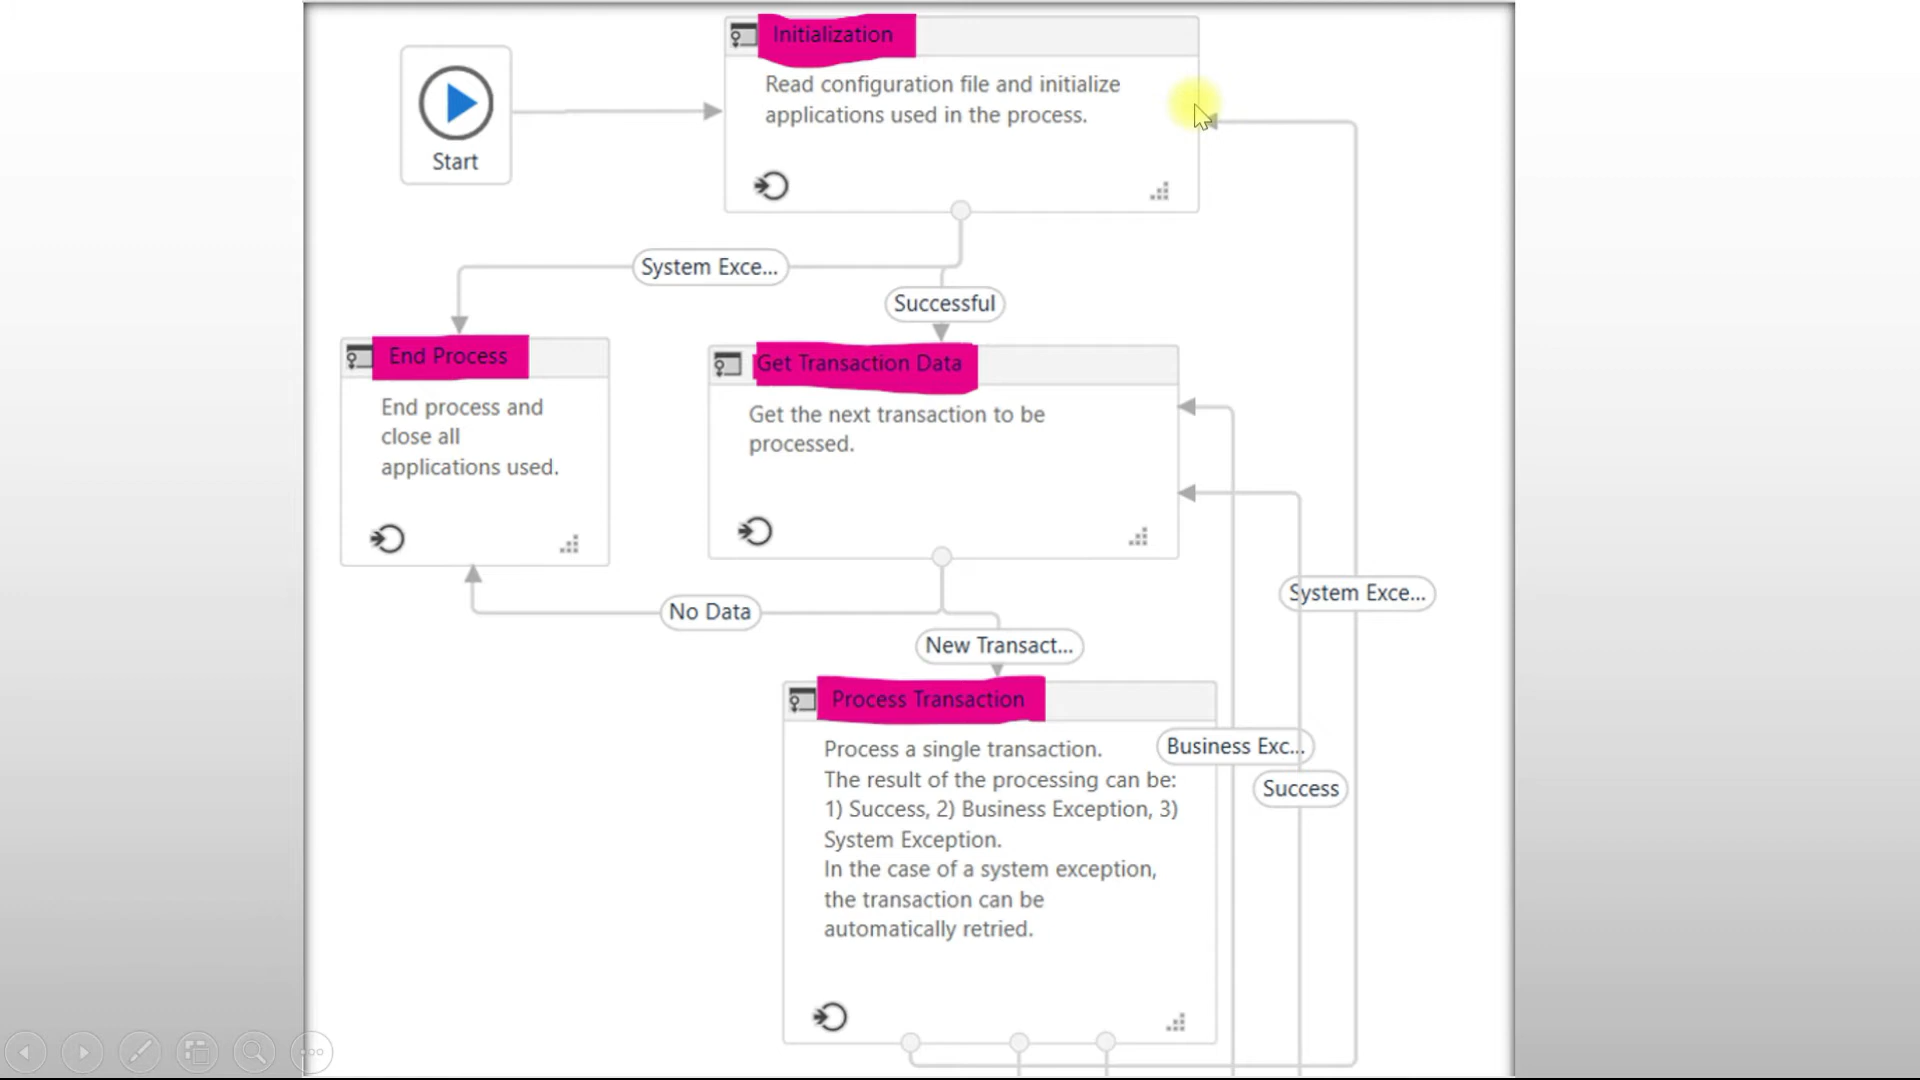 Initialization
Read configuration file and initialize
applications used in the process.
Start
System Exce...
Successful
End Process
End process and
close all
applications used.
Get Transaction Data
Get the next transaction to be
processed.
No Data
New Transact...
System Exce...
Process Transaction
Process a single transaction.
The result of the processing can be:
1) Success, 2) Business Exception, 3)
System Exception.
In the case of a system exception,
the transaction can be
automatically retried.
Business Exc...
Success